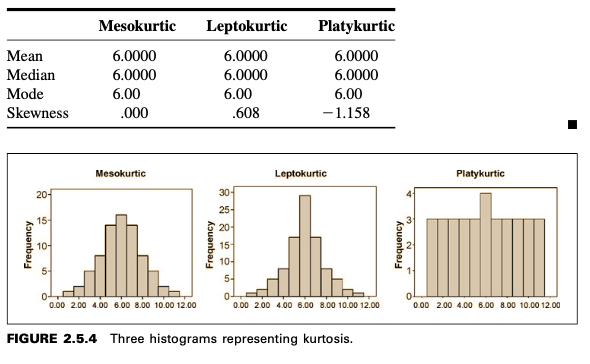 Mesokurtic Leptokurtic Platykurtic
Mean 6.0000 6.0000 6.0000
Median 6.0000 6.0000 6.0000
Mode 6.00 6.00 6.00
Skewness .000 .608 −1.158
Mesokurtic Leptokurtic Platykurtic
Frequency
20
15
10
5
0
0.00 2.00 4.00 6.00 8.00 10.00 12.00
Frequency
30
25
20
15
10
5
0
0.00 2.00 4.00 6.00 8.00 10.00 12.00
Frequency
4
3
2
1
0
0.00 2.00 4.00 6.00 8.00 10.00 12.00
FIGURE 2.5.4 Three histograms representing kurtosis.